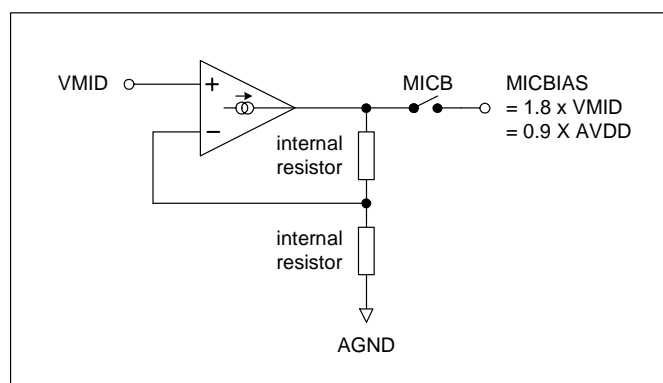 VMID
+
−
MICB
MICBIAS
= 1.8 x VMID
= 0.9 X AVDD
internal
resistor
internal
resistor
AGND